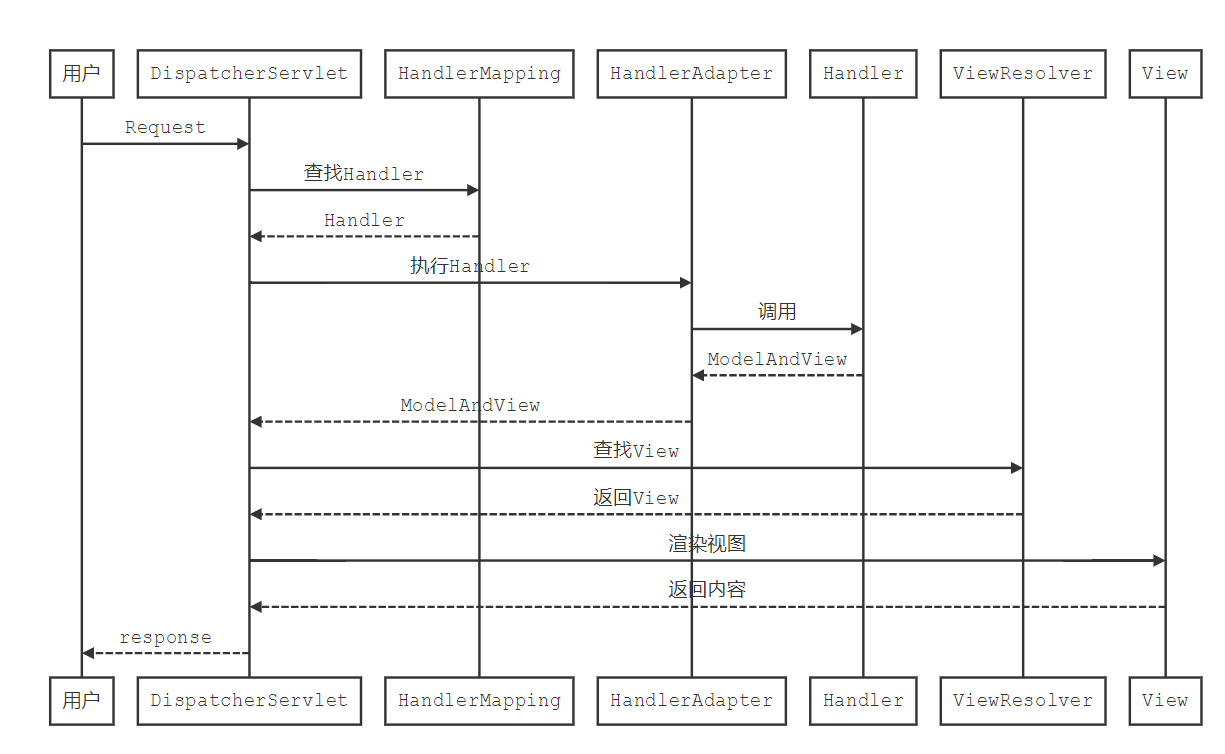 用户 DispatcherServlet HandlerMapping HandlerAdapter Handler ViewResolver View
Request
查找Handler
Handler
执行Handler
调用
ModelAndView
ModelAndView
查找View
返回View
渲染视图
返回内容
response
用户 DispatcherServlet HandlerMapping HandlerAdapter Handler ViewResolver View